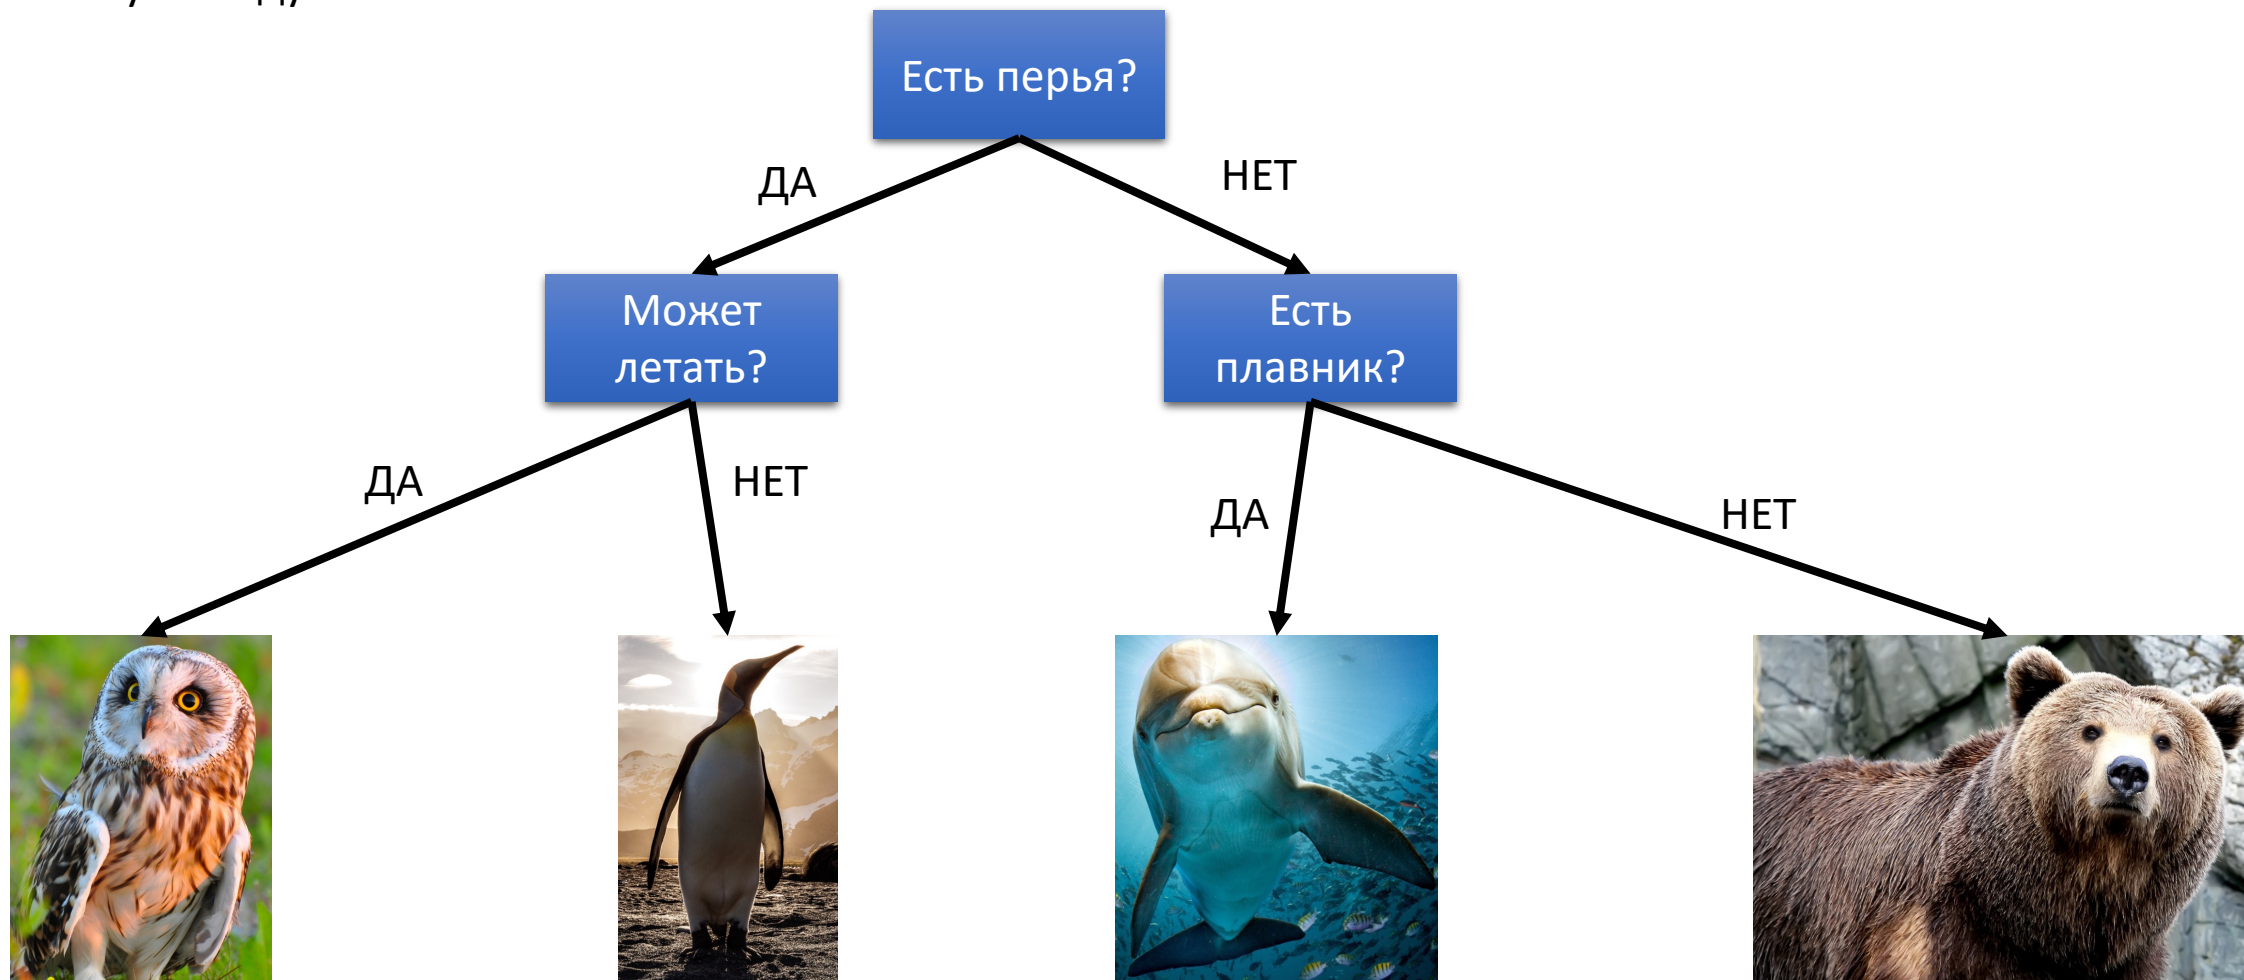 Есть перья?
ДА
НЕТ
Может
летать?
Есть
плавник?
ДА
НЕТ
ДА
НЕТ